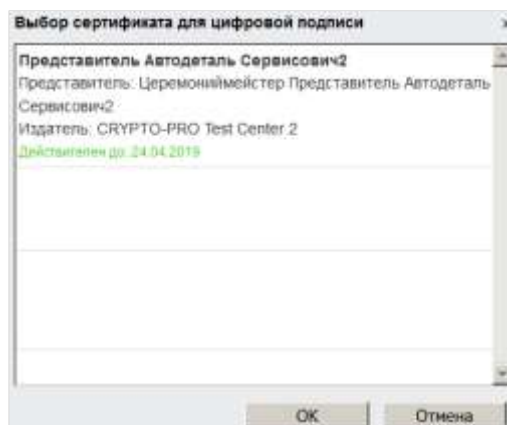 Выбор сертификата для цифровой подписи
Представитель Автодеталь Сервисович2
Представитель: Церемониймейстер Представитель Автодеталь
Сервисович2
Издатель: CRYPTO-PRO Test Center 2
Действителен до: 24.04.2019
OK
Отмена